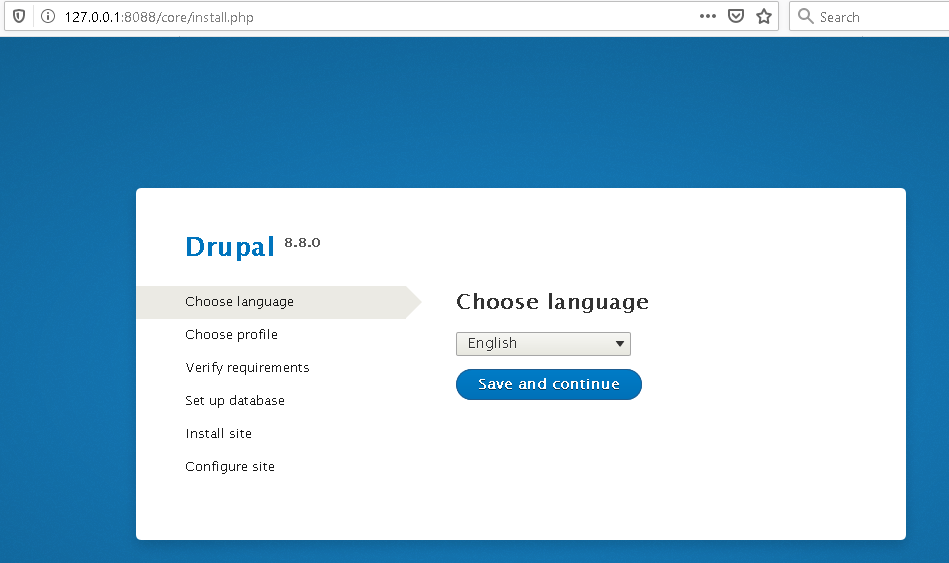 127.0.0.1:8088/core/install.php
Search
Drupal 8.8.0
Choose language
Choose profile
Verify requirements
Set up database
Install site
Configure site
Choose language
English
Save and continue